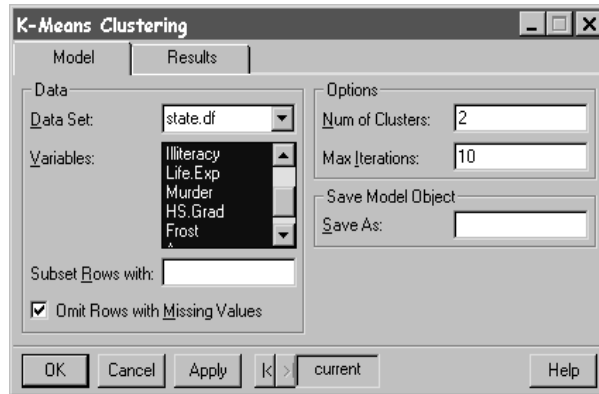 K-Means Clustering
Model
Results
Data
Data Set:
state.df
Variables:
Illiteracy
Life.Exp
Murder
HS.Grad
Frost
Subset Rows with:
Omit Rows with Missing Values
Options
Num of Clusters:
2
Max Iterations:
10
Save Model Object
Save As:
OK
Cancel
Apply
current
Help